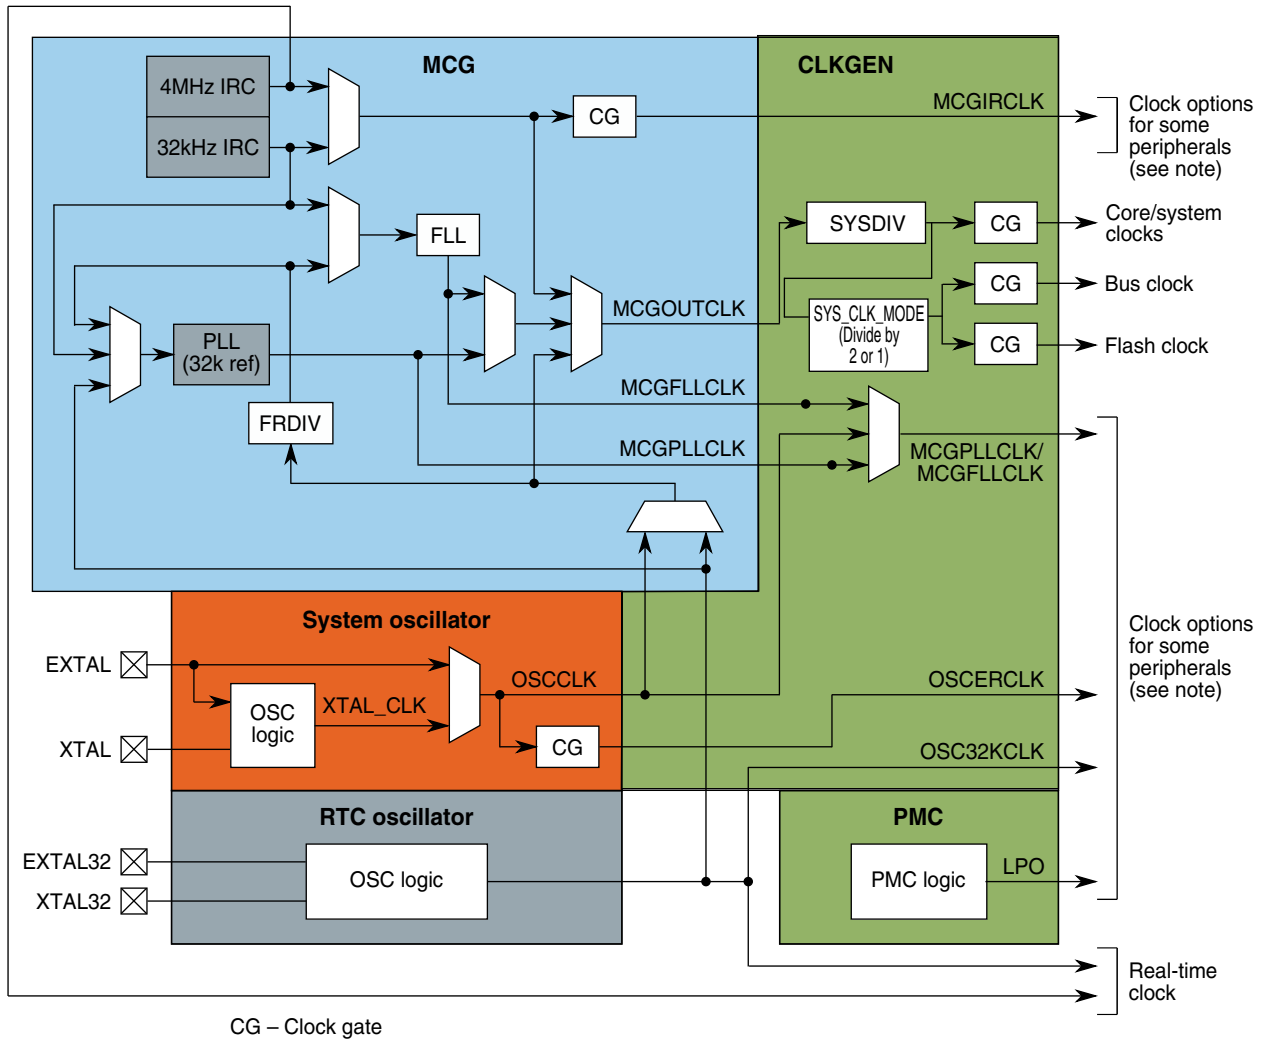 MCG
CLKGEN
4MHz IRC
32kHz IRC
CG
MCGIRCLK
Clock options
for some
peripherals
(see note)
FLL
SYSDIV
CG
Core/system
clocks
CG
Bus clock
MCGOUTCLK
SYS_CLK_MODE
(Divide by
2 or 1)
CG
Flash clock
PLL
(32k ref)
MCGFLLCLK
FRDIV
MCGPLLCLK
MCGPLLCLK/
MCGFLLCLK
System oscillator
Clock options
for some
peripherals
(see note)
EXTAL
OSCCLK
OSCERCLK
XTAL_CLK
OSC
logic
XTAL
CG
OSC32KCLK
RTC oscillator
PMC
EXTAL32
OSC logic
PMC logic
LPO
XTAL32
Real-time
clock
CG – Clock gate